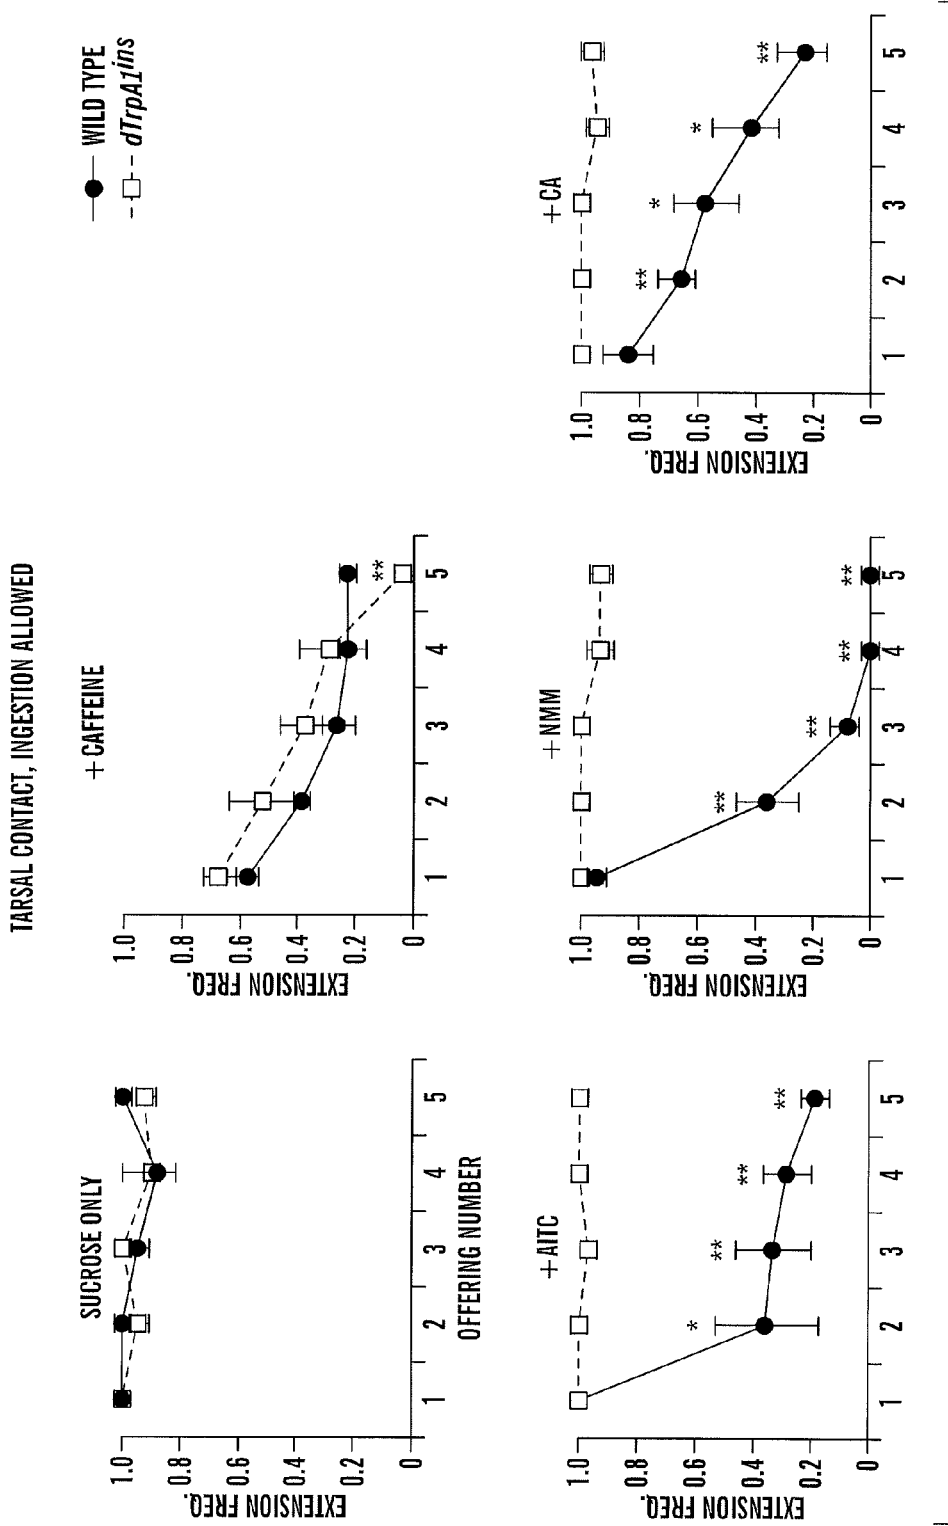 TARSAL CONTACT, INGESTION ALLOWED
WILD TYPE
dTrpA1ins
SUCROSE ONLY
EXTENSION FREQ.
1.0
0.8
0.6
0.4
0.2
0
1 2 3 4 5
OFFERING NUMBER
+CAFFEINE
EXTENSION FREQ.
1.0
0.8
0.6
0.4
0.2
0
**
1 2 3 4 5
+AITC
EXTENSION FREQ.
1.0
0.8
0.6
0.4
0.2
0
* ** ** **
1 2 3 4 5
+NMM
EXTENSION FREQ.
1.0
0.8
0.6
0.4
0.2
0
** ** ** **
1 2 3 4 5
+CA
EXTENSION FREQ.
1.0
0.8
0.6
0.4
0.2
0
** * * **
1 2 3 4 5